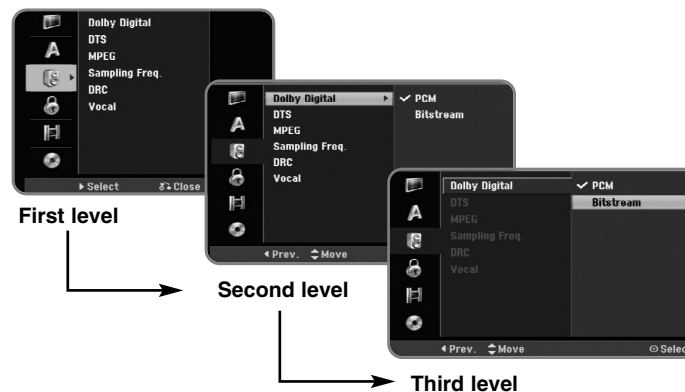 Dolby Digital
DTS
MPEG
Sampling Freq.
DRC
Vocal
Select Close
First level
Dolby Digital PCM
DTS Bitstream
MPEG
Sampling Freq.
DRC
Vocal
Prev. Move
Second level
Dolby Digital PCM
DTS Bitstream
MPEG
Sampling Freq.
DRC
Vocal
Prev. Move Selec
Third level